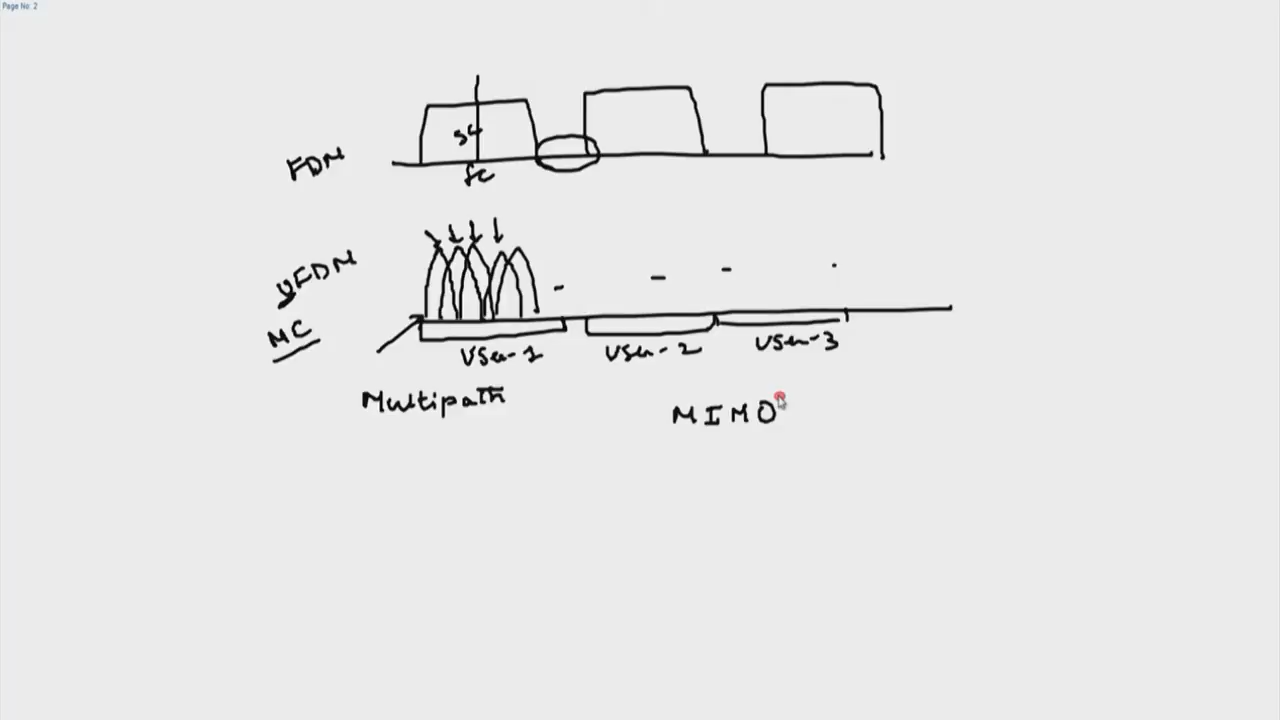 Page No: 2
SC
FDM
fc
OFDM
MC
User-1 User-2 User-3
Multipath
MIMO